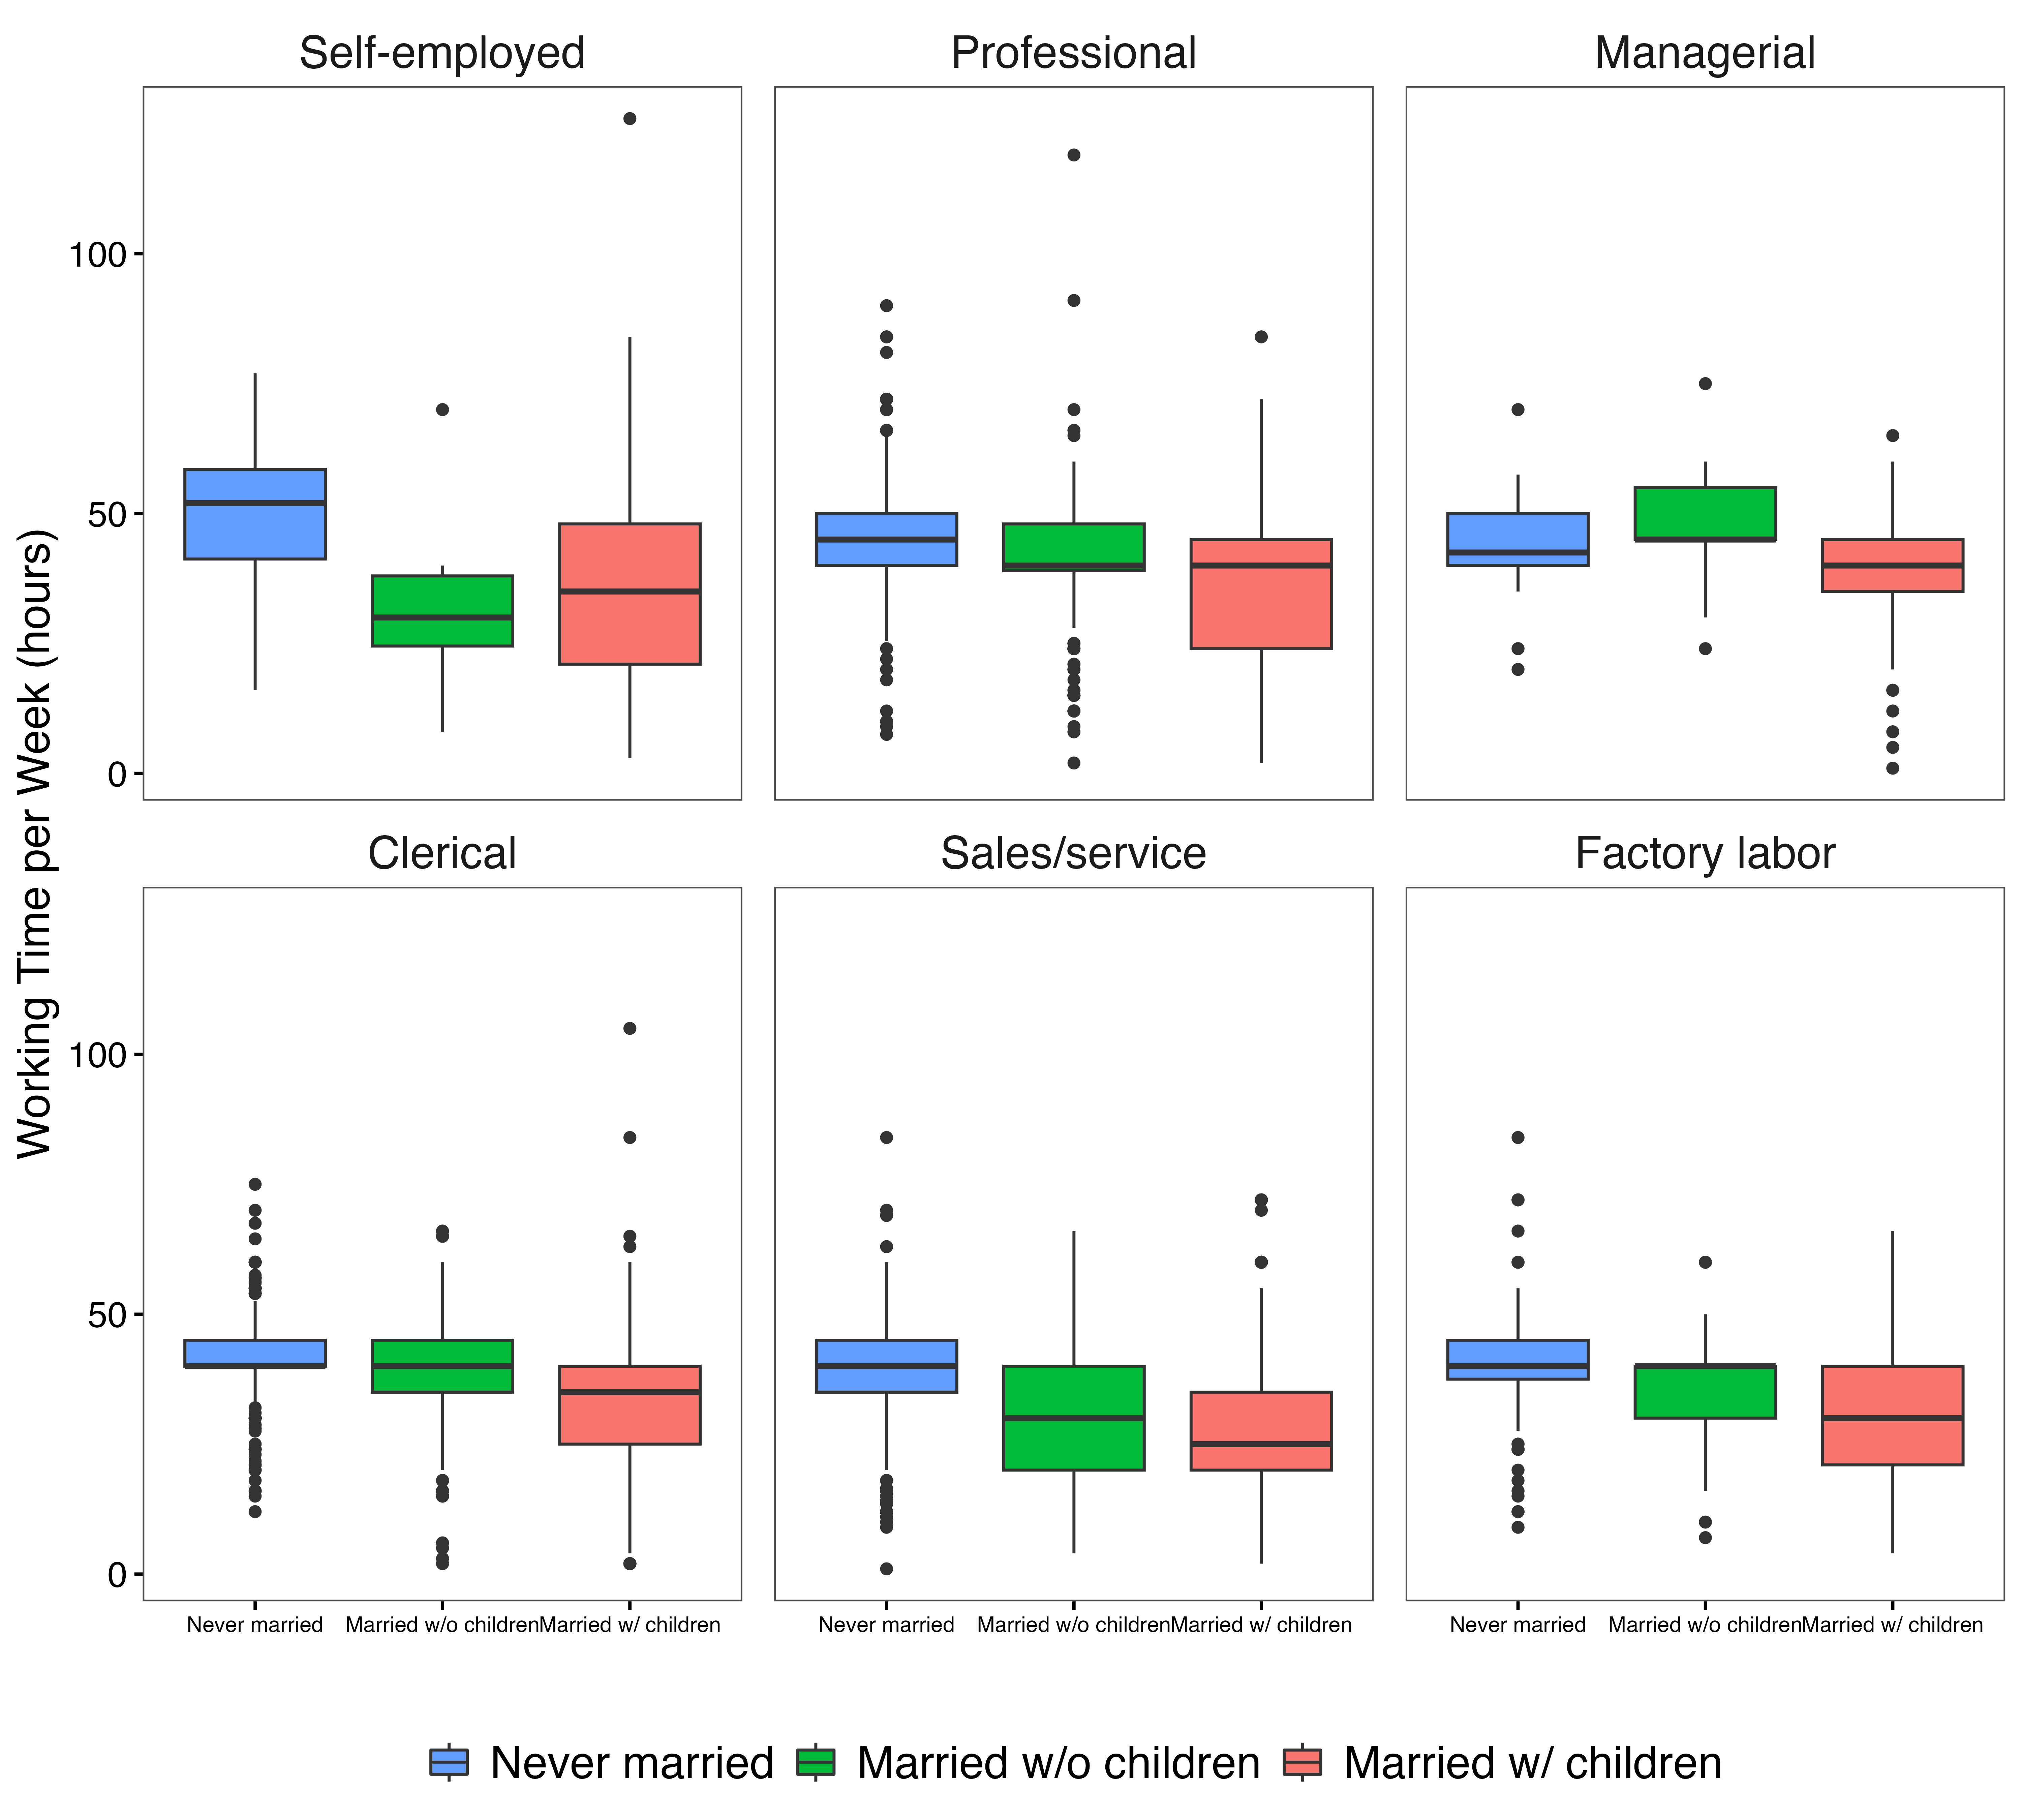 Self-employed Professional Managerial
Working Time per Week (hours)
100
50
0
Clerical Sales/service Factory labor
100
50
0
Never married Married w/o children Married w/ children Never married Married w/o children Married w/ children Never married Married w/o children Married w/ children
Never married Married w/o children Married w/ children